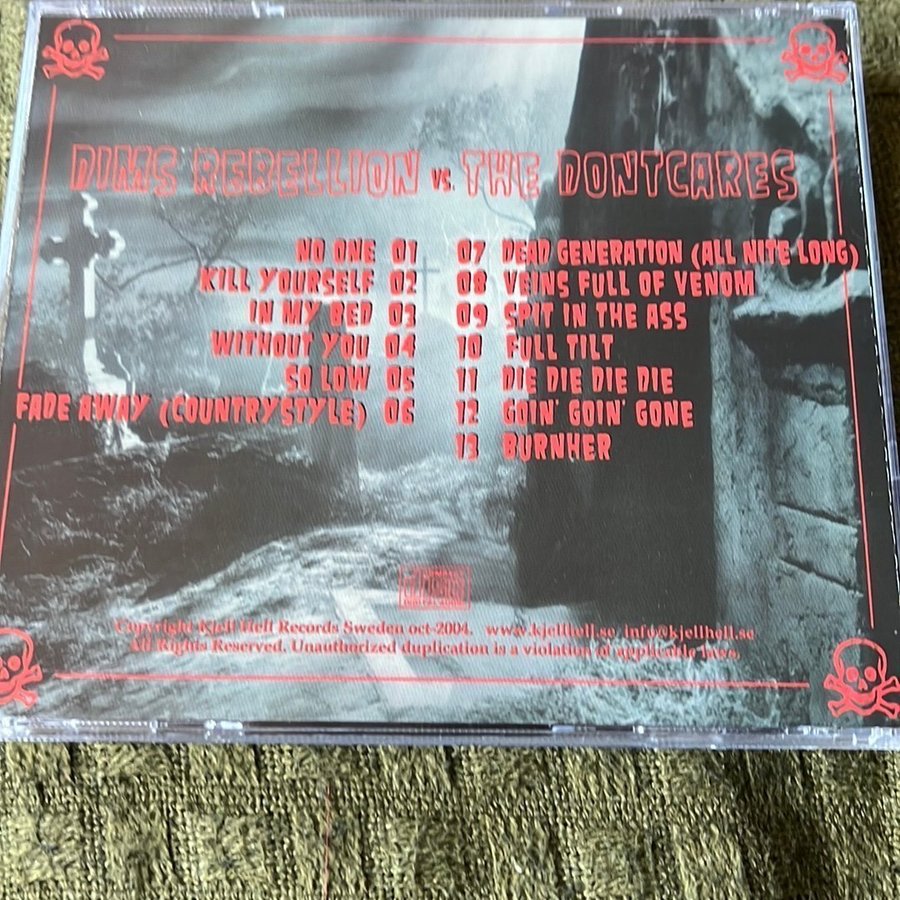 DIMS REBELLION vs. THE DONTCARES
NO ONE 01
KILL YOURSELF 02
IN MY BED 03
WITHOUT YOU 04
SO LOW 05
FADE AWAY (COUNTRYSTYLE) 06
07 DEAD GENERATION (ALL NITE LONG)
08 VEINS FULL OF VENOM
09 SPIT IN THE ASS
10 FULL TILT
11 DIE DIE DIE DIE
12 GOIN' GOIN' GONE
13 BURNHER
Copyright Kjell Hell Records Sweden oct-2004. www.kjellhell.se info@kjellhell.se
All Rights Reserved. Unauthorized duplication is a violation of applicable laws.